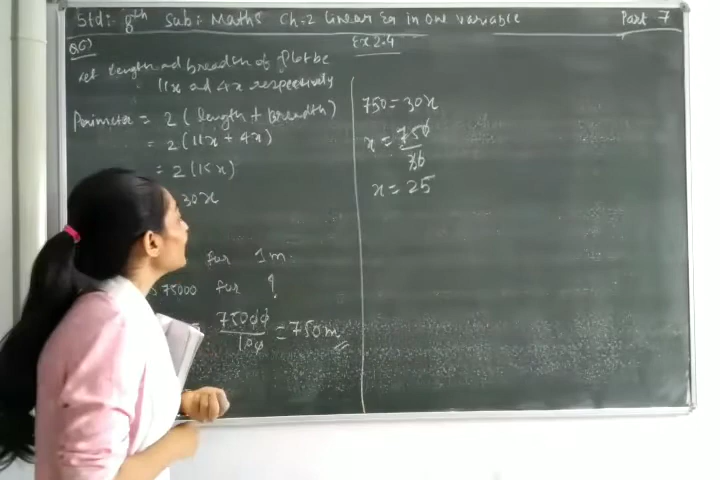 Std:- 8th Sub: Maths Ch-2 Linear Eq in One variable Part 7
Ex 2.4
Q.6)
Let length and breadth of plot be
11x and 4x respectively
Perimeter = 2 (length + Breadth)
= 2 (11x + 4x)
= 2 (15x)
30x
for 1m.
75000 for ?
75000/100 = 750m
750 = 30x
x = 750/30
x = 25